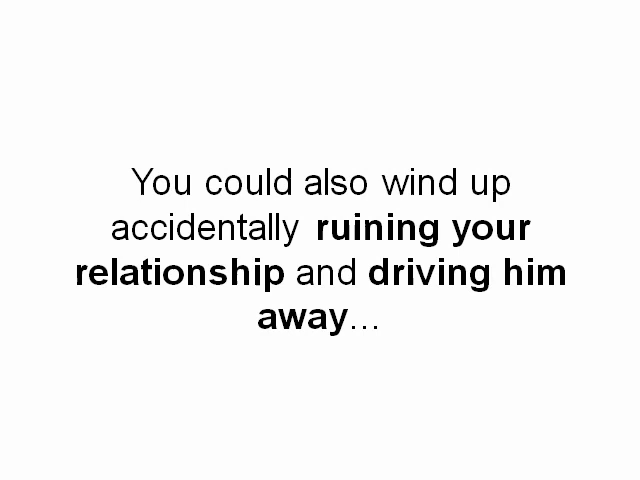 You could also wind up
accidentally ruining your
relationship and driving him
away...